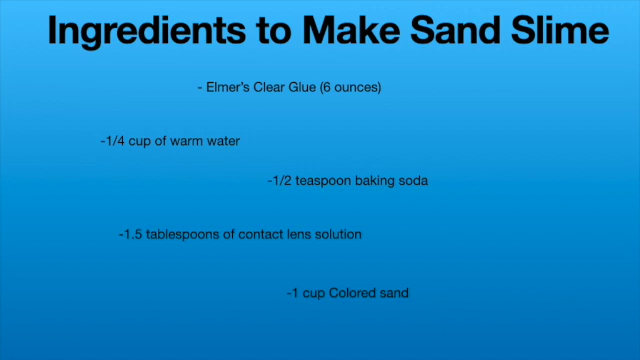 Ingredients to Make Sand Slime
- Elmer's Clear Glue (6 ounces)
-1/4 cup of warm water
-1/2 teaspoon baking soda
-1.5 tablespoons of contact lens solution
-1 cup Colored sand